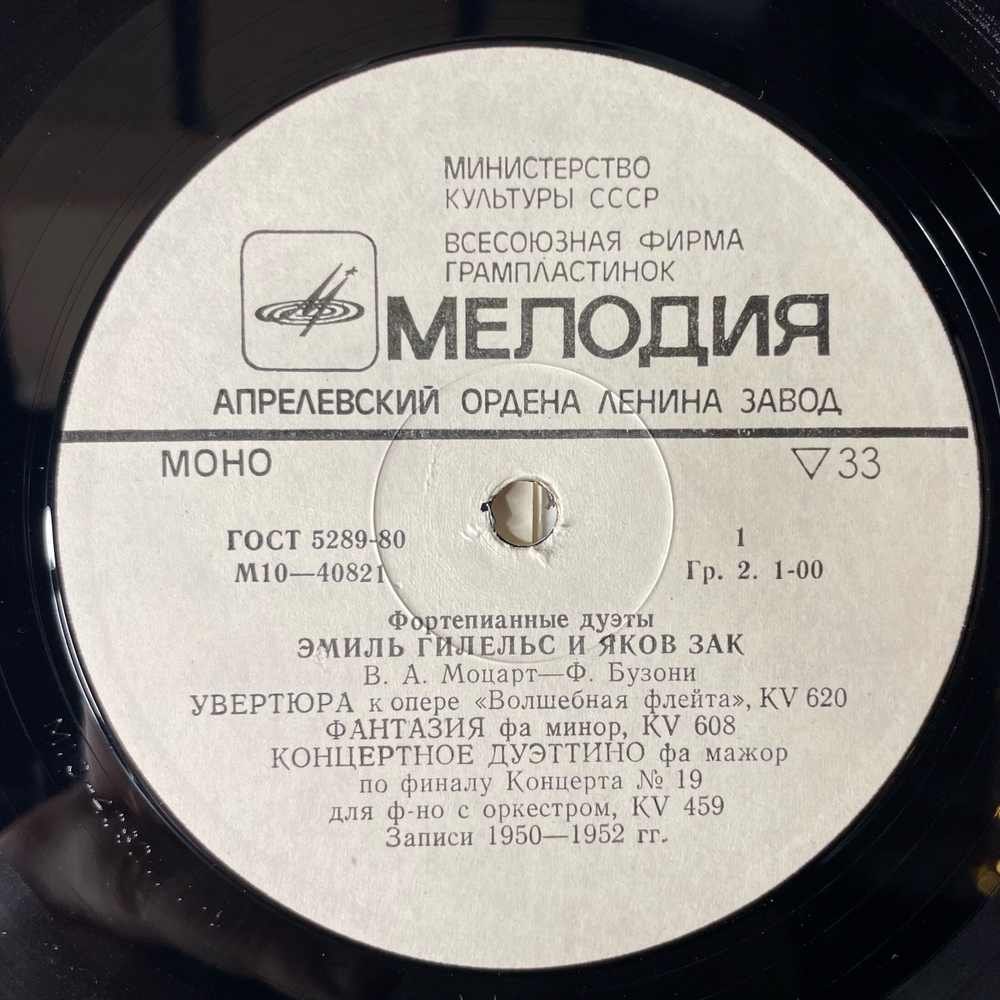 МИНИСТЕРСТВО
КУЛЬТУРЫ СССР
ВСЕСОЮЗНАЯ ФИРМА
ГРАМПЛАСТИНОК
МЕЛОДИЯ
АПРЕЛЕВСКИЙ ОРДЕНА ЛЕНИНА ЗАВОД
МОНО ▽33
ГОСТ 5289-80 1
М10—40821 Гр. 2. 1-00
Фортепианные дуэты
ЭМИЛЬ ГИЛЕЛЬС И ЯКОВ ЗАК
В. А. Моцарт—Ф. Бузони
УВЕРТЮРА к опере «Волшебная флейта», KV 620
ФАНТАЗИЯ фа минор, KV 608
КОНЦЕРТНОЕ ДУЭТТИНО фа мажор
по финалу Концерта № 19
для ф-но с оркестром, KV 459
Записи 1950—1952 гг.